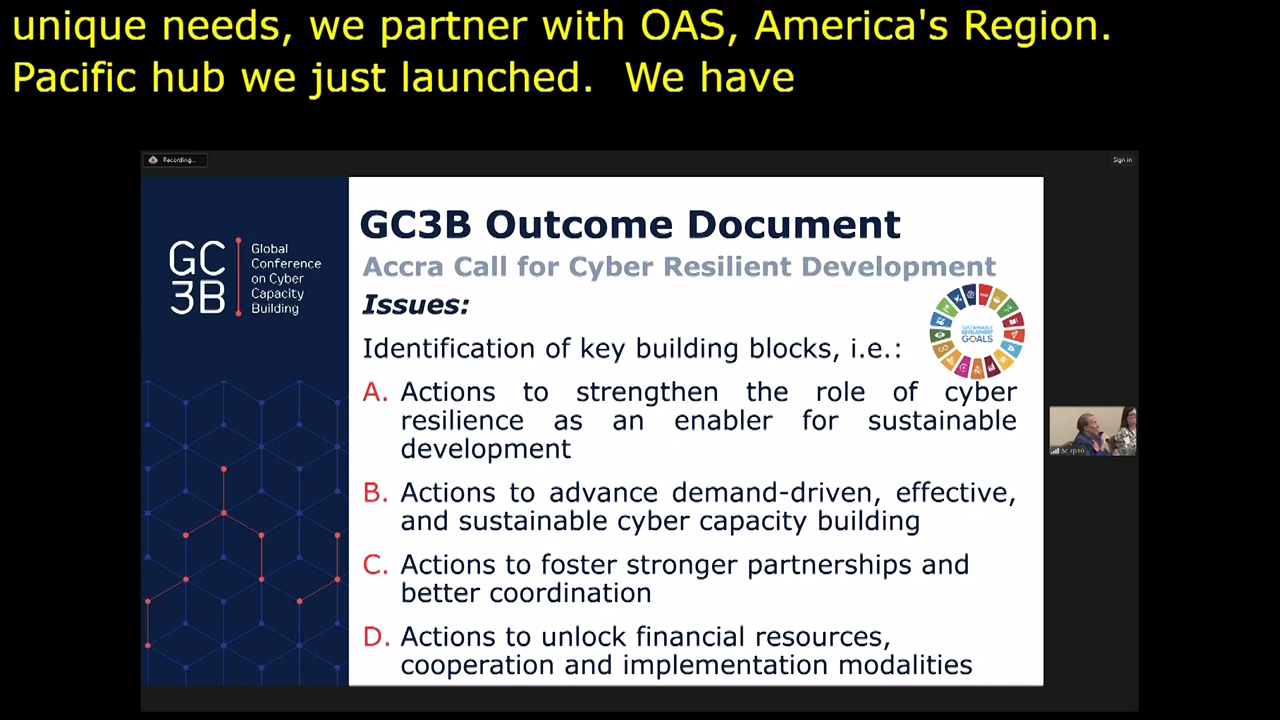 unique needs, we partner with OAS, America's Region.
Pacific hub we just launched.  We have
Recording...
Sign in
GC
3B
Global
Conference
on Cyber
Capacity
Building
GC3B Outcome Document
Accra Call for Cyber Resilient Development
Issues:
SUSTAINABLE
DEVELOPMENT
GOALS
Identification of key building blocks, i.e.:
A. Actions to strengthen the role of cyber
resilience as an enabler for sustainable
development
B. Actions to advance demand-driven, effective,
and sustainable cyber capacity building
C. Actions to foster stronger partnerships and
better coordination
D. Actions to unlock financial resources,
cooperation and implementation modalities